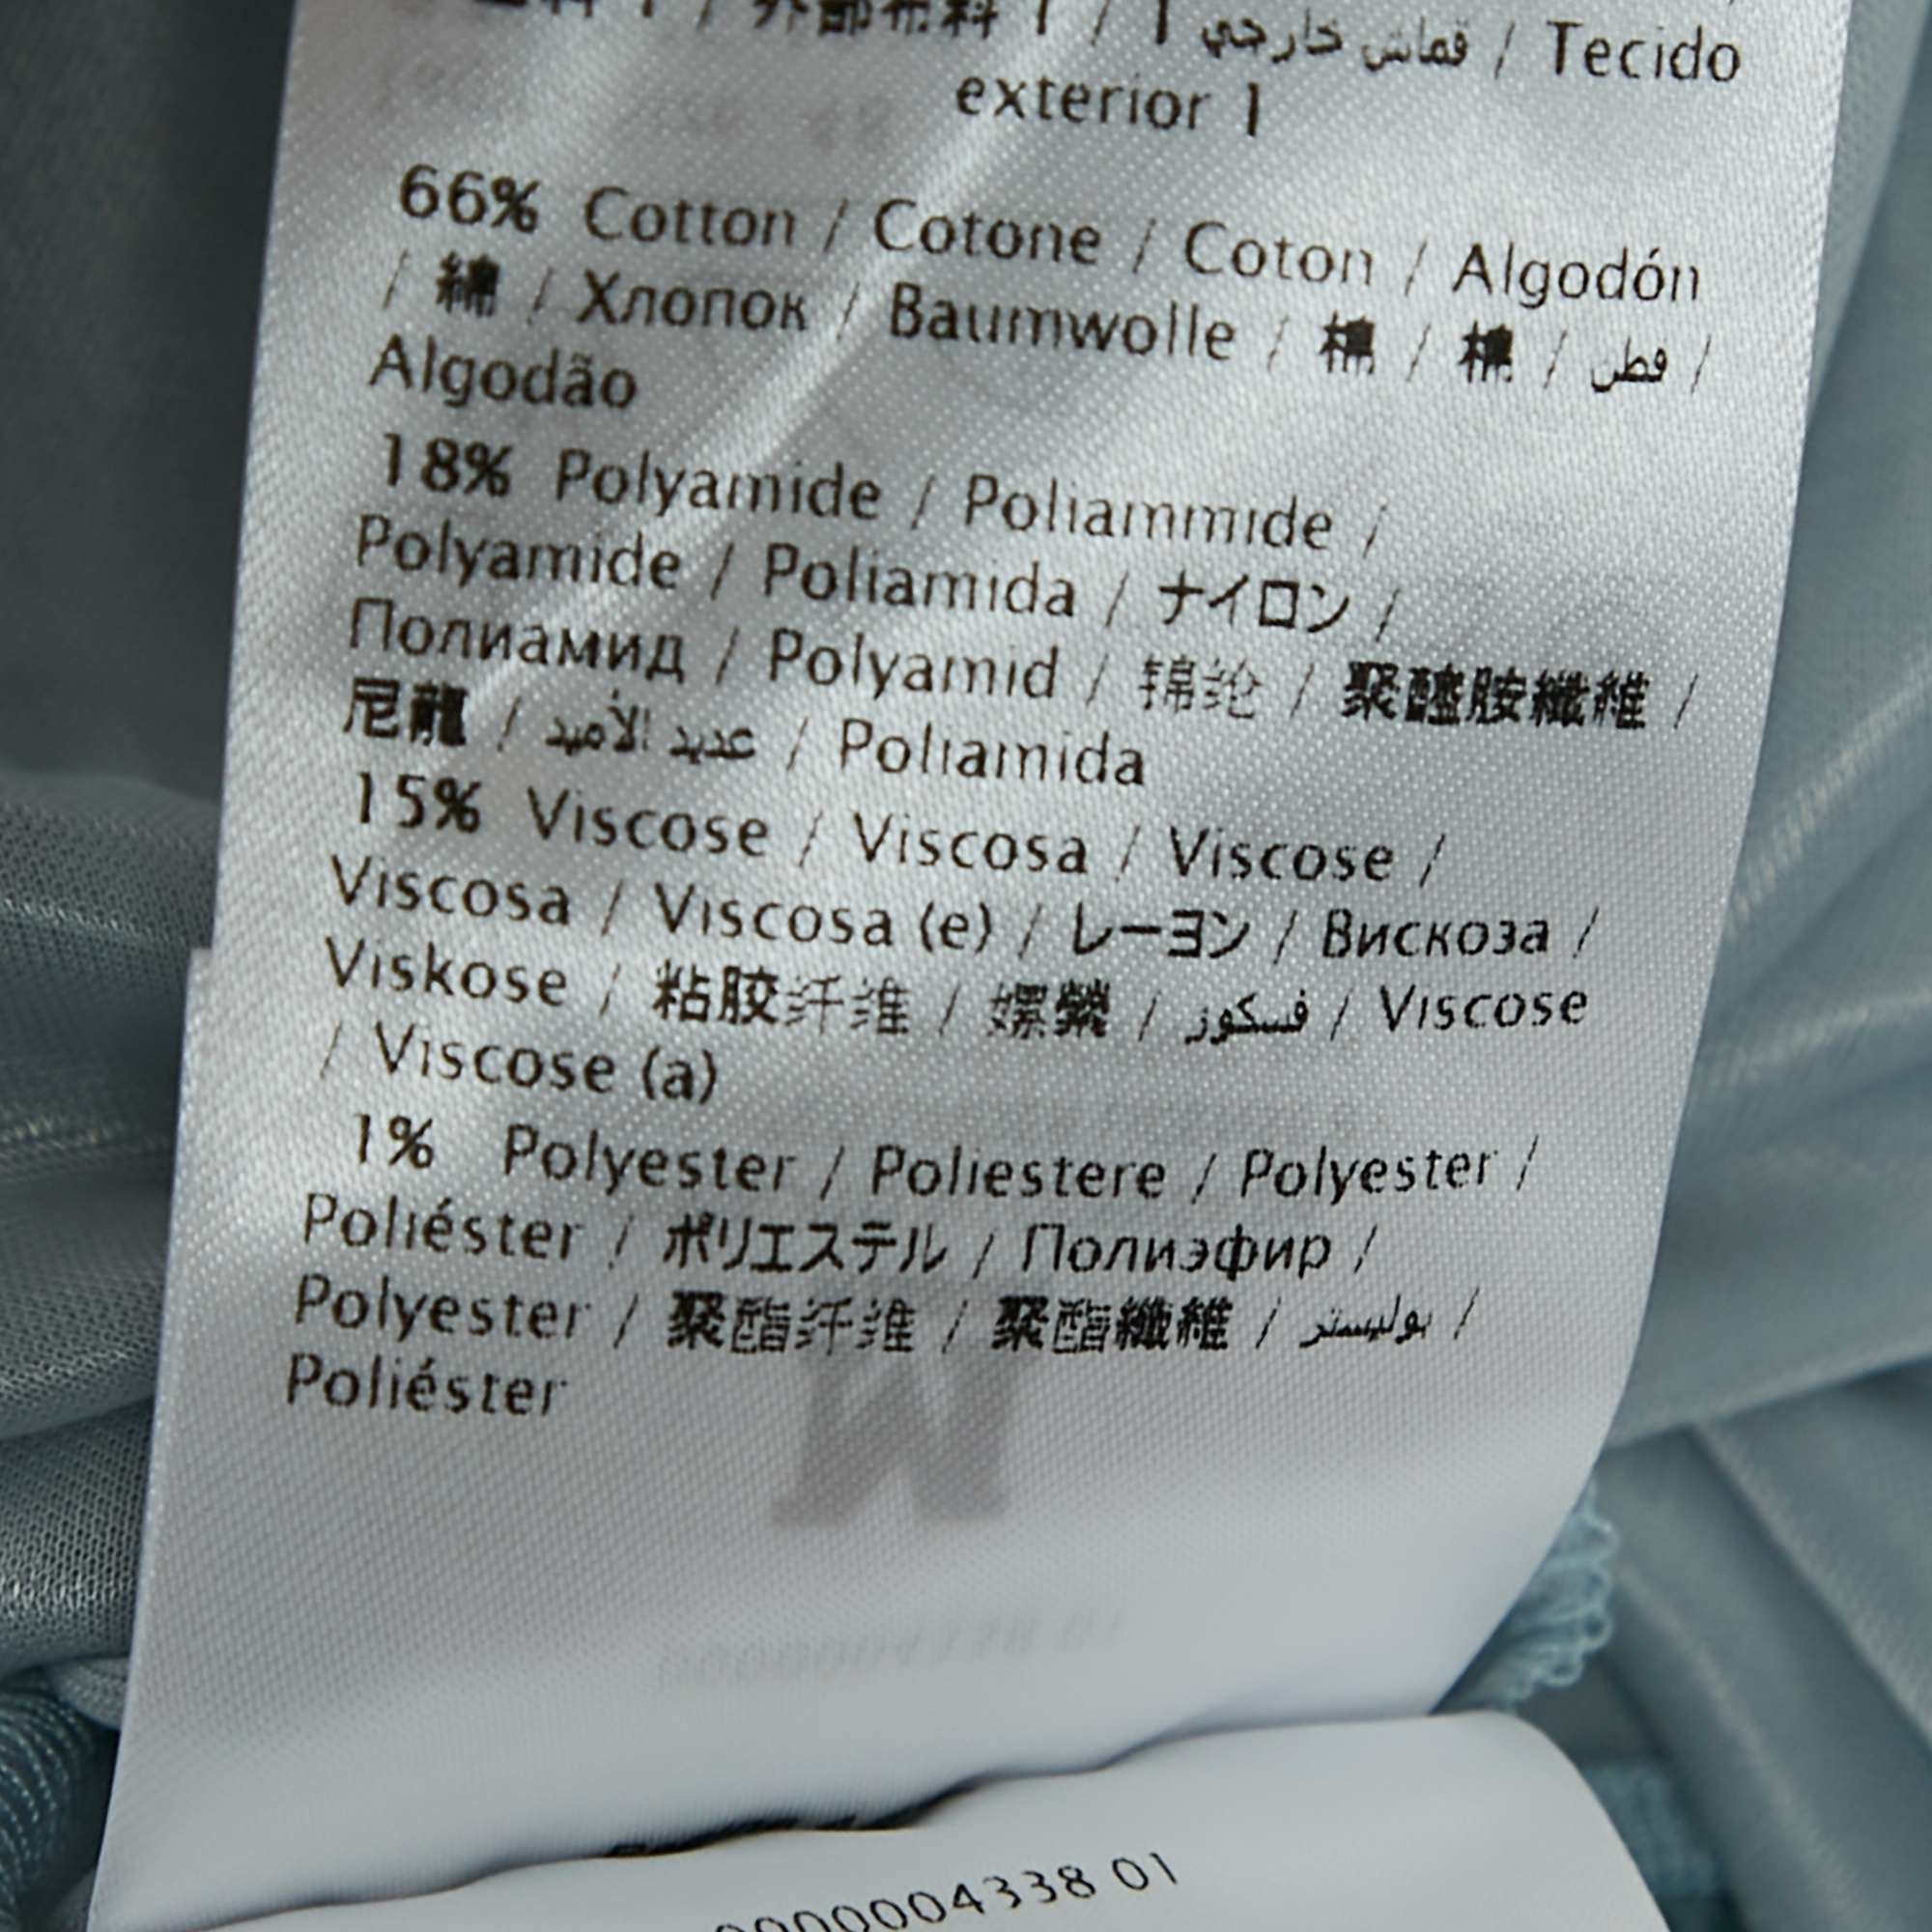 / 外部布料 1 / قماش خارجي 1 / Tecido
exterior 1
66% Cotton / Cotone / Coton / Algodón
/ 綿 / Хлопок / Baumwolle / 棉 / 棉 / قطن /
Algodão
18% Polyamide / Poliammide /
Polyamide / Poliamida / ナイロン /
Полиамид / Polyamid / 锦纶 / 聚醯胺纖維 /
尼龍 / عديد الأميد / Poliamida
15% Viscose / Viscosa / Viscose /
Viscosa / Viscosa (e) / レーヨン / Вискоза /
Viskose / 粘胶纤维 / 嫘縈 / فسكوز / Viscose
/ Viscose (a)
1% Polyester / Poliestere / Polyester /
Poliéster / ポリエステル / Полиэфир /
Polyester / 聚酯纤维 / 聚酯纖維 / بوليستر /
Poliéster
0000004338 01